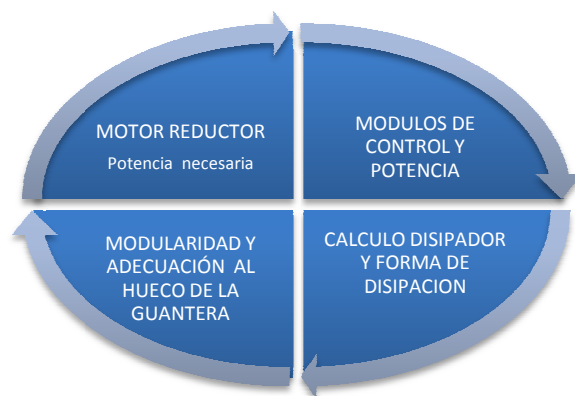 MOTOR REDUCTOR
Potencia necesaria
MODULOS DE
CONTROL Y
POTENCIA
MODULARIDAD Y
ADECUACIÓN AL
HUECO DE LA
GUANTERA
CALCULO DISIPADOR
Y FORMA DE
DISIPACION